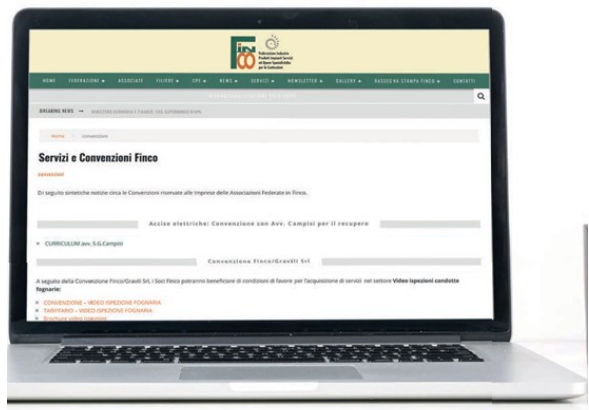 FINCO
Federazione Industrie
Prodotti Impianti Servizi
ed Opere Specialistiche
per le Costruzioni
HOME FEDERAZIONE ASSOCIATE FILIERE CPE NEWS SERVIZI NEWSLETTER GALLERY RASSEGNA STAMPA FINCO CONTATTI
BREAKING NEWS
Home convenzioni
Servizi e Convenzioni Finco
Di seguito sintetiche notizie circa le Convenzioni riservate alle Imprese delle Associazioni Federate in Finco.
Accise elettriche: Convenzione con Avv. Campisi per il recupero
CURRICULUM avv. S.G.Campisi
Convenzione Finco/Gravili Srl
A seguito della Convenzione Finco/Gravili Srl, i Soci Finco potranno beneficiare di condizioni di favore per l'acquisizione di servizi nel settore Video ispezioni condotte
fognarie:
CONVENZIONE – VIDEO ISPEZIONE FOGNARIA
TARIFFARIO – VIDEO ISPEZIONE FOGNARIA
Brochure video ispezioni